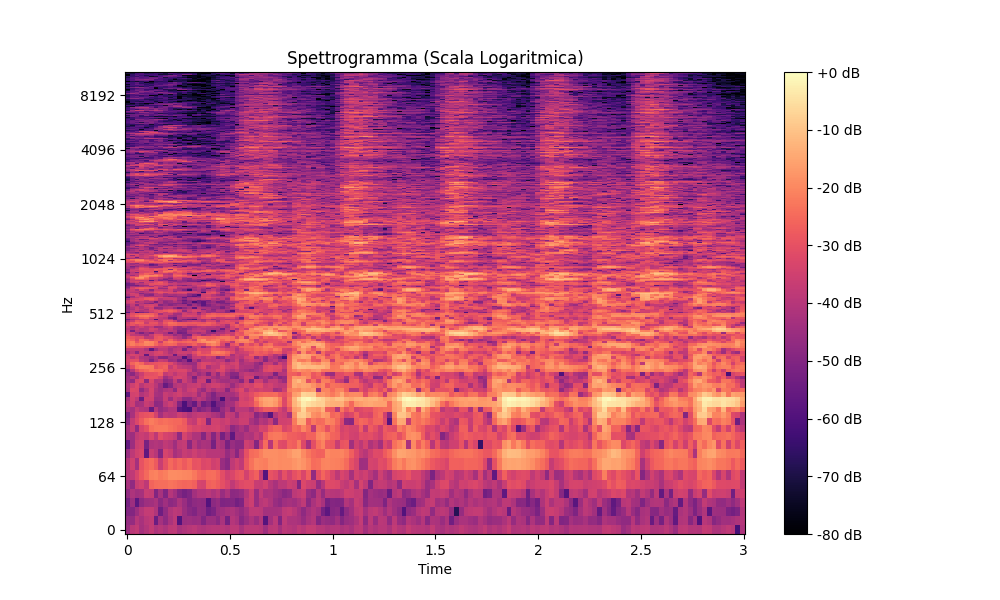 Spettrogramma (Scala Logaritmica)
8192
4096
2048
1024
512
256
128
64
0
Hz
0
0.5
1
1.5
2
2.5
3
Time
+0 dB
-10 dB
-20 dB
-30 dB
-40 dB
-50 dB
-60 dB
-70 dB
-80 dB